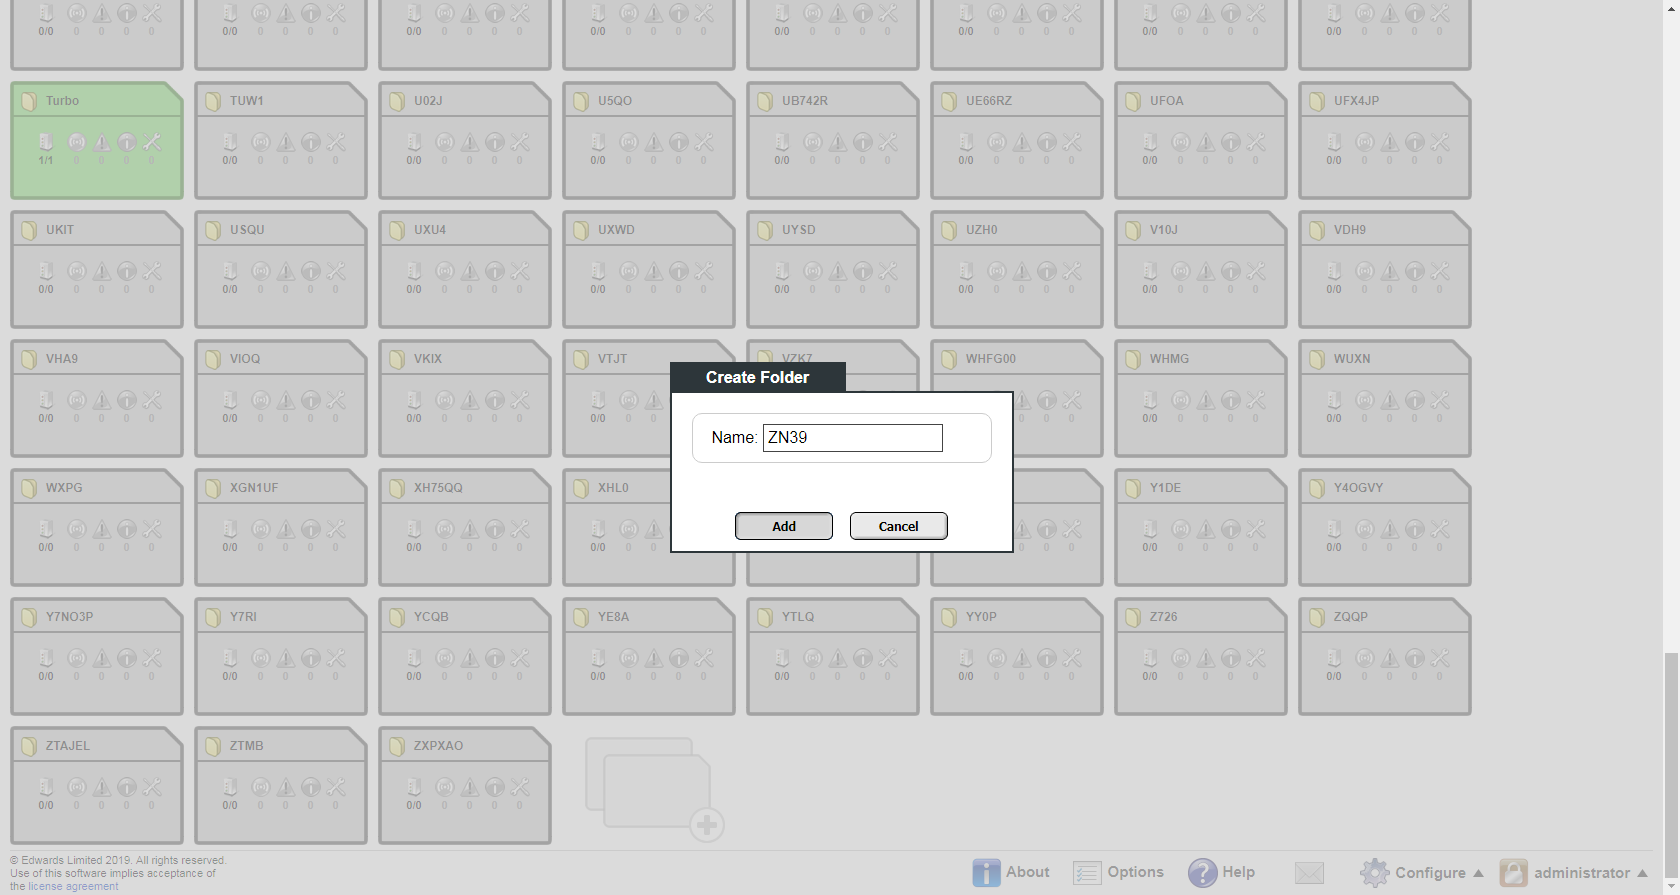 0/0 0 0 0 0 0/0 0 0 0 0 0/0 0 0 0 0 0/0 0 0 0 0 0/0 0 0 0 0 0/0 0 0 0 0 0/0 0 0 0 0 0/0 0 0 0 0
Turbo TUW1 U02J U5QO UB742R UE66RZ UFOA UFX4JP
1/1 0 0 0 0 0/0 0 0 0 0 0/0 0 0 0 0 0/0 0 0 0 0 0/0 0 0 0 0 0/0 0 0 0 0 0/0 0 0 0 0 0/0 0 0 0 0
UKIT USQU UXU4 UXWD UYSD UZH0 V10J VDH9
0/0 0 0 0 0 0/0 0 0 0 0 0/0 0 0 0 0 0/0 0 0 0 0 0/0 0 0 0 0 0/0 0 0 0 0 0/0 0 0 0 0 0/0 0 0 0 0
VHA9 VIOQ VKIX VTJT VZK7 WHFG00 WHMG WUXN
Create Folder
0/0 0 0 0 0 0/0 0 0 0 0 0/0 0 0 0 0 0/0 0 0 0 0 0/0 0 0 0 0 0/0 0 0 0 0
Name: ZN39
WXPG XGN1UF XH75QQ XHL0 Y1DE Y4OGVY
Add Cancel
0/0 0 0 0 0 0/0 0 0 0 0 0/0 0 0 0 0 0/0 0 0 0 0 0/0 0 0 0 0 0/0 0 0 0 0
Y7NO3P Y7RI YCQB YE8A YTLQ YY0P Z726 ZQQP
0/0 0 0 0 0 0/0 0 0 0 0 0/0 0 0 0 0 0/0 0 0 0 0 0/0 0 0 0 0 0/0 0 0 0 0 0/0 0 0 0 0 0/0 0 0 0 0
ZTAJEL ZTMB ZXPXAO
0/0 0 0 0 0 0/0 0 0 0 0 0/0 0 0 0 0
© Edwards Limited 2019. All rights reserved.
Use of this software implies acceptance of
the license agreement
About Options Help Configure administrator